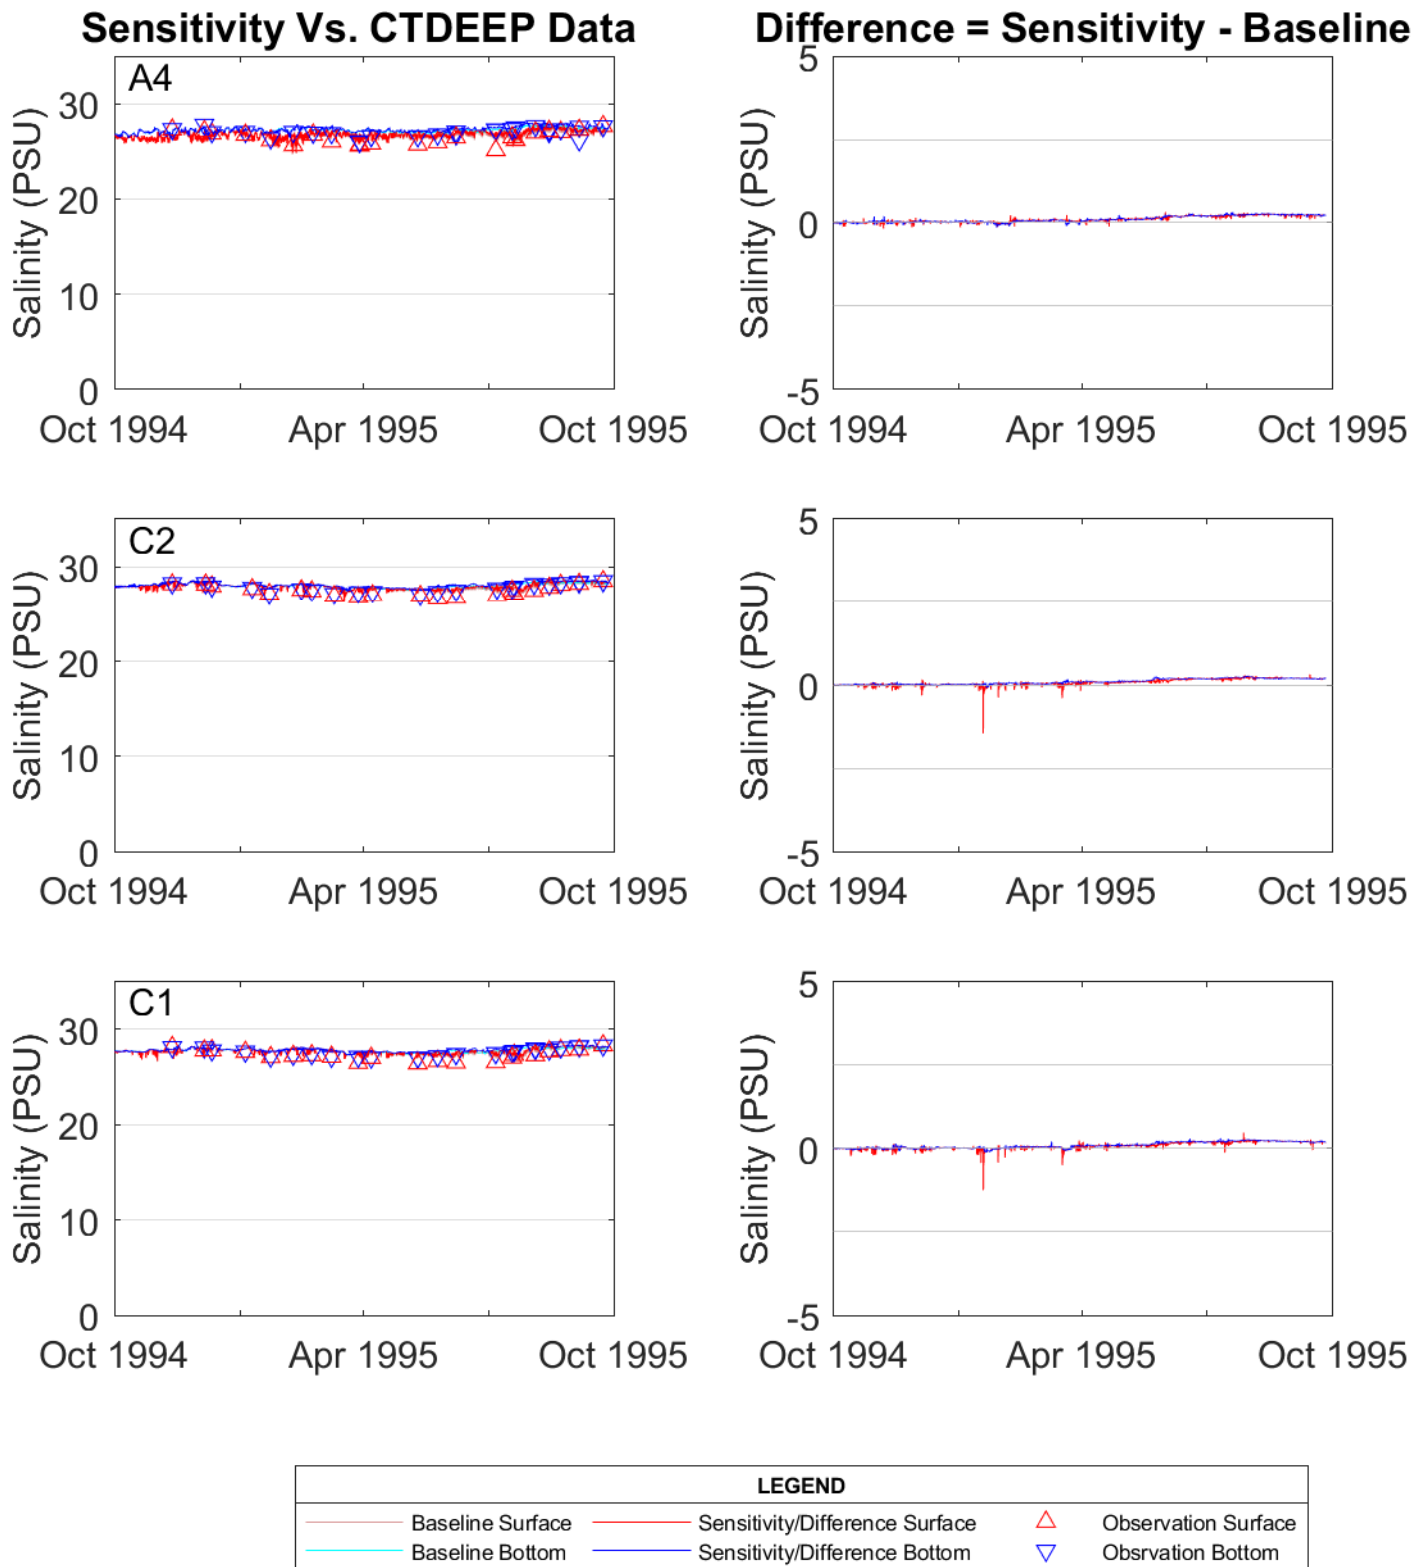 Sensitivity Vs. CTDEEP Data
Difference = Sensitivity - Baseline
A4
30
20
10
0
Salinity (PSU)
Oct 1994
Apr 1995
Oct 1995
5
0
-5
Salinity (PSU)
Oct 1994
Apr 1995
Oct 1995
C2
30
20
10
0
Salinity (PSU)
Oct 1994
Apr 1995
Oct 1995
5
0
-5
Salinity (PSU)
Oct 1994
Apr 1995
Oct 1995
C1
30
20
10
0
Salinity (PSU)
Oct 1994
Apr 1995
Oct 1995
5
0
-5
Salinity (PSU)
Oct 1994
Apr 1995
Oct 1995
LEGEND
Baseline Surface
Sensitivity/Difference Surface
Observation Surface
Baseline Bottom
Sensitivity/Difference Bottom
Obsrvation Bottom